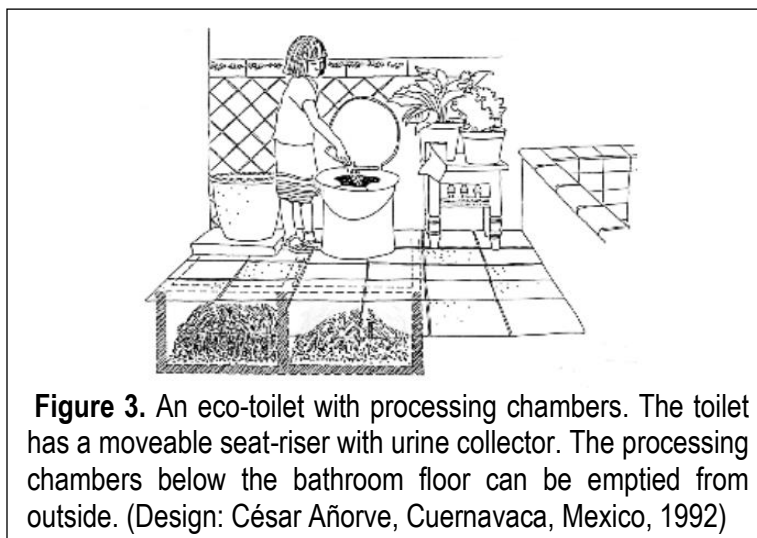 Figure 3. An eco-toilet with processing chambers. The toilet
has a moveable seat-riser with urine collector. The processing
chambers below the bathroom floor can be emptied from
outside. (Design: César Añorve, Cuernavaca, Mexico, 1992)